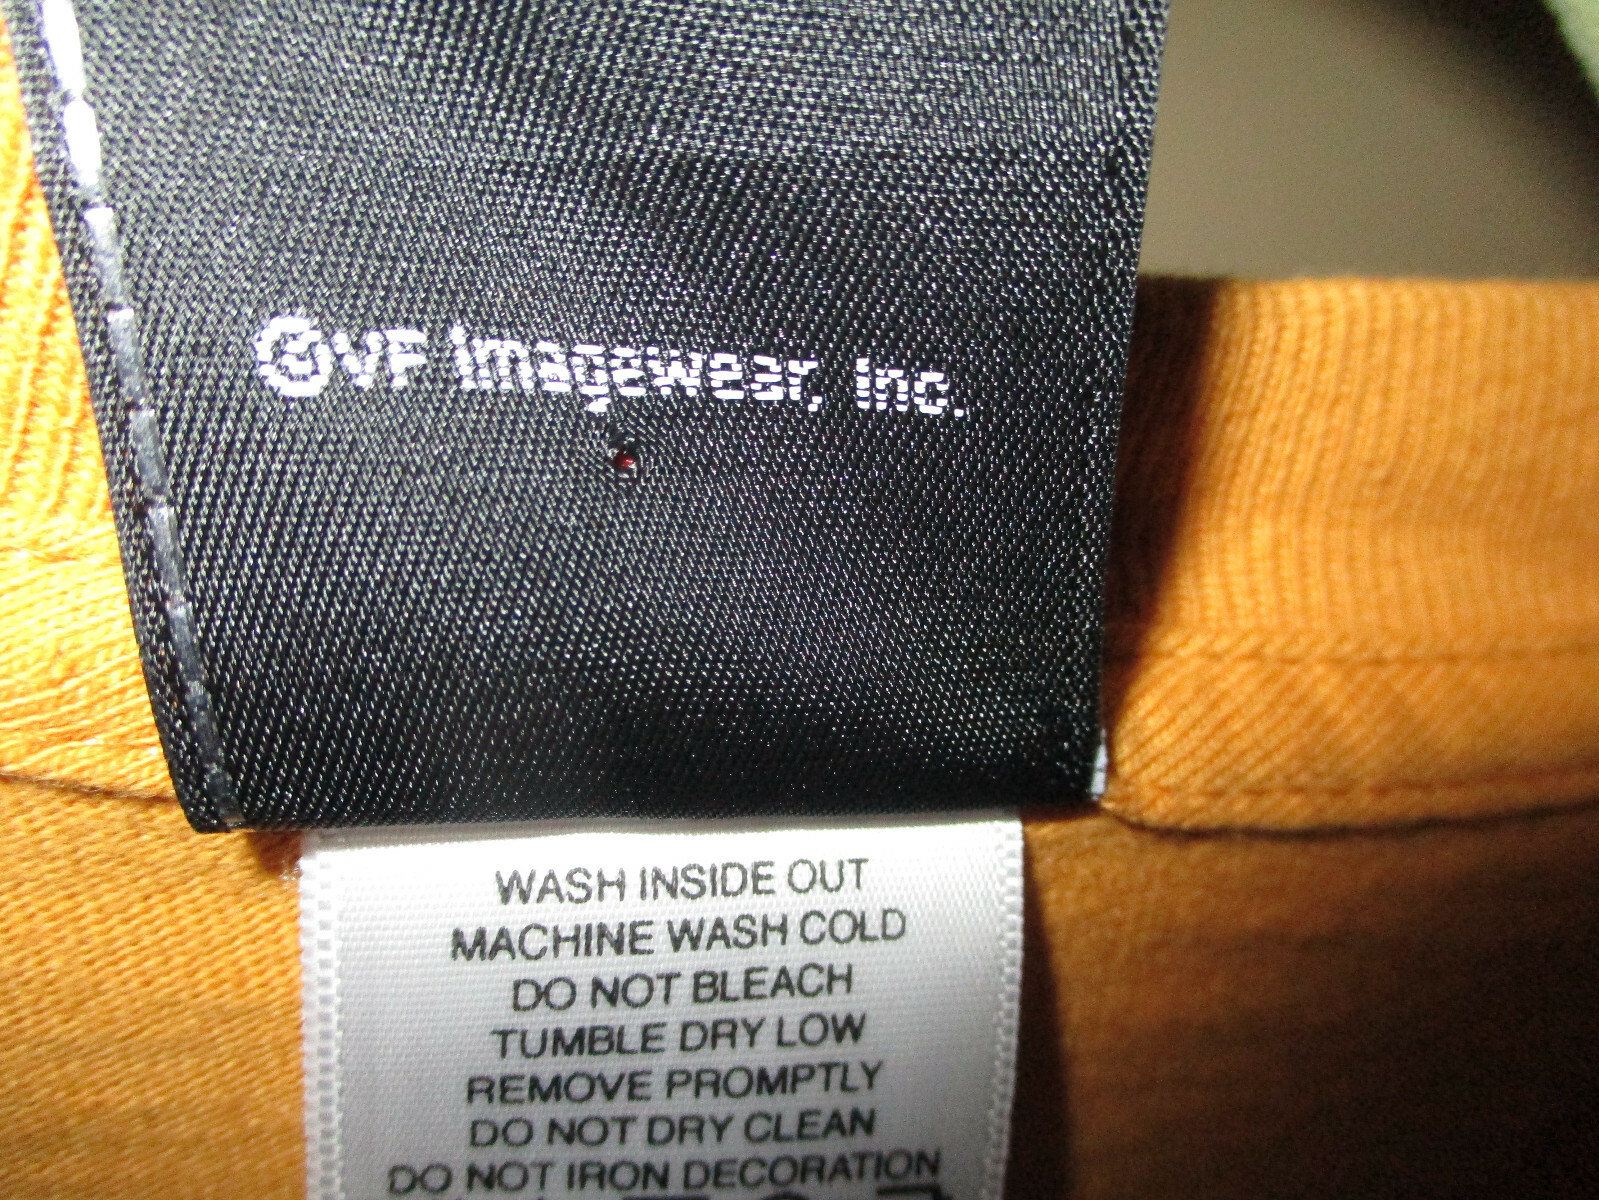 ©VF Imagewear, Inc.
WASH INSIDE OUT
MACHINE WASH COLD
DO NOT BLEACH
TUMBLE DRY LOW
REMOVE PROMPTLY
DO NOT DRY CLEAN
DO NOT IRON DECORATION